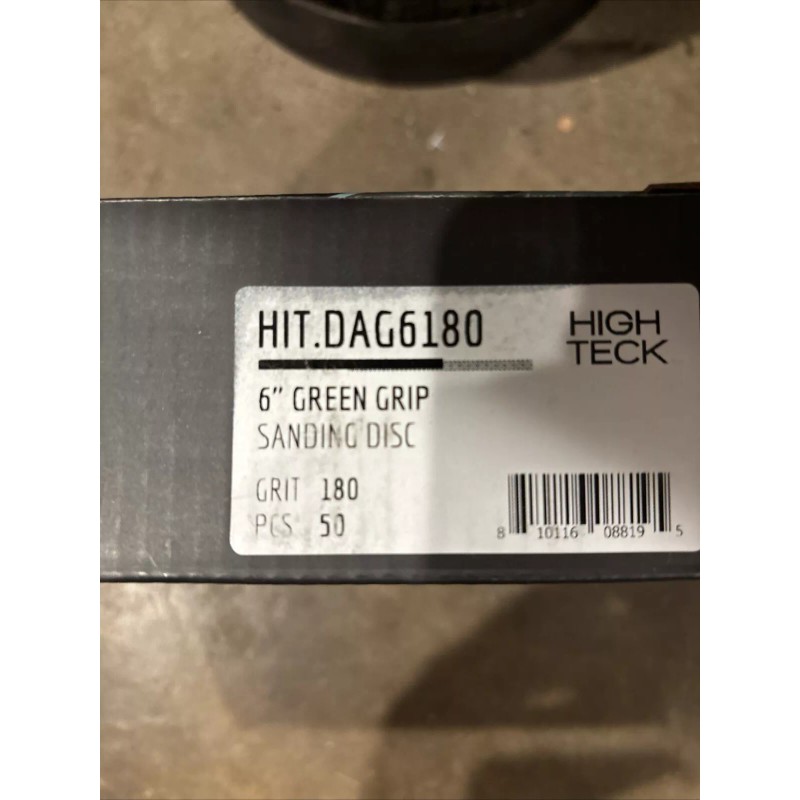 HIT.DAG6180
HIGH
TECK
6" GREEN GRIP
SANDING DISC
GRIT 180
PCS 50
8 10116 08819 5